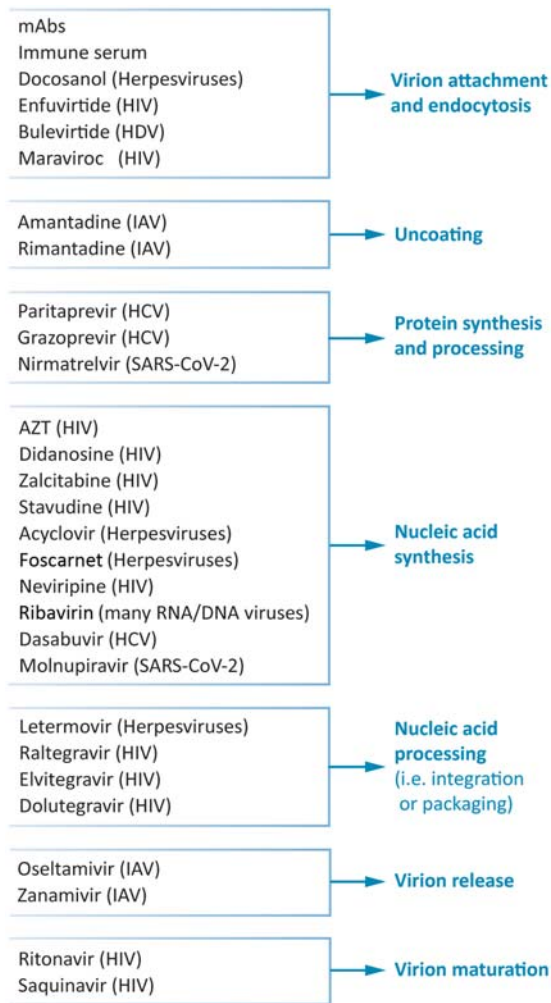 mAbs
Immune serum
Docosanol (Herpesviruses)
Enfuvirtide (HIV)
Bulevirtide (HDV)
Maraviroc (HIV)
Virion attachment
and endocytosis
Amantadine (IAV)
Rimantadine (IAV)
Uncoating
Paritaprevir (HCV)
Grazoprevir (HCV)
Nirmatrelvir (SARS-CoV-2)
Protein synthesis
and processing
AZT (HIV)
Didanosine (HIV)
Zalcitabine (HIV)
Stavudine (HIV)
Acyclovir (Herpesviruses)
Foscarnet (Herpesviruses)
Neviripine (HIV)
Ribavirin (many RNA/DNA viruses)
Dasabuvir (HCV)
Molnupiravir (SARS-CoV-2)
Nucleic acid
synthesis
Letermovir (Herpesviruses)
Raltegravir (HIV)
Elvitegravir (HIV)
Dolutegravir (HIV)
Nucleic acid
processing
(i.e. integration
or packaging)
Oseltamivir (IAV)
Zanamivir (IAV)
Virion release
Ritonavir (HIV)
Saquinavir (HIV)
Virion maturation